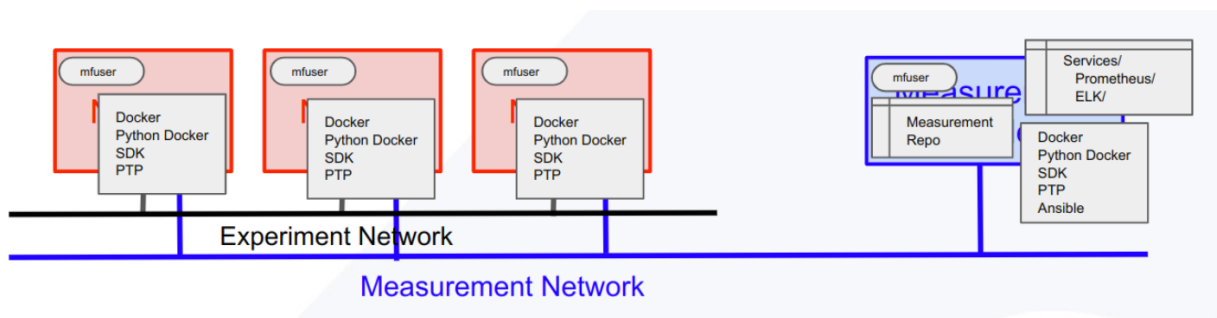 mfuser
Docker
Python Docker
SDK
PTP
mfuser
Docker
Python Docker
SDK
PTP
mfuser
Docker
Python Docker
SDK
PTP
mfuser
Measure
Measurement
Repo
Services/
Prometheus/
ELK/
Docker
Python Docker
SDK
PTP
Ansible
Experiment Network
Measurement Network